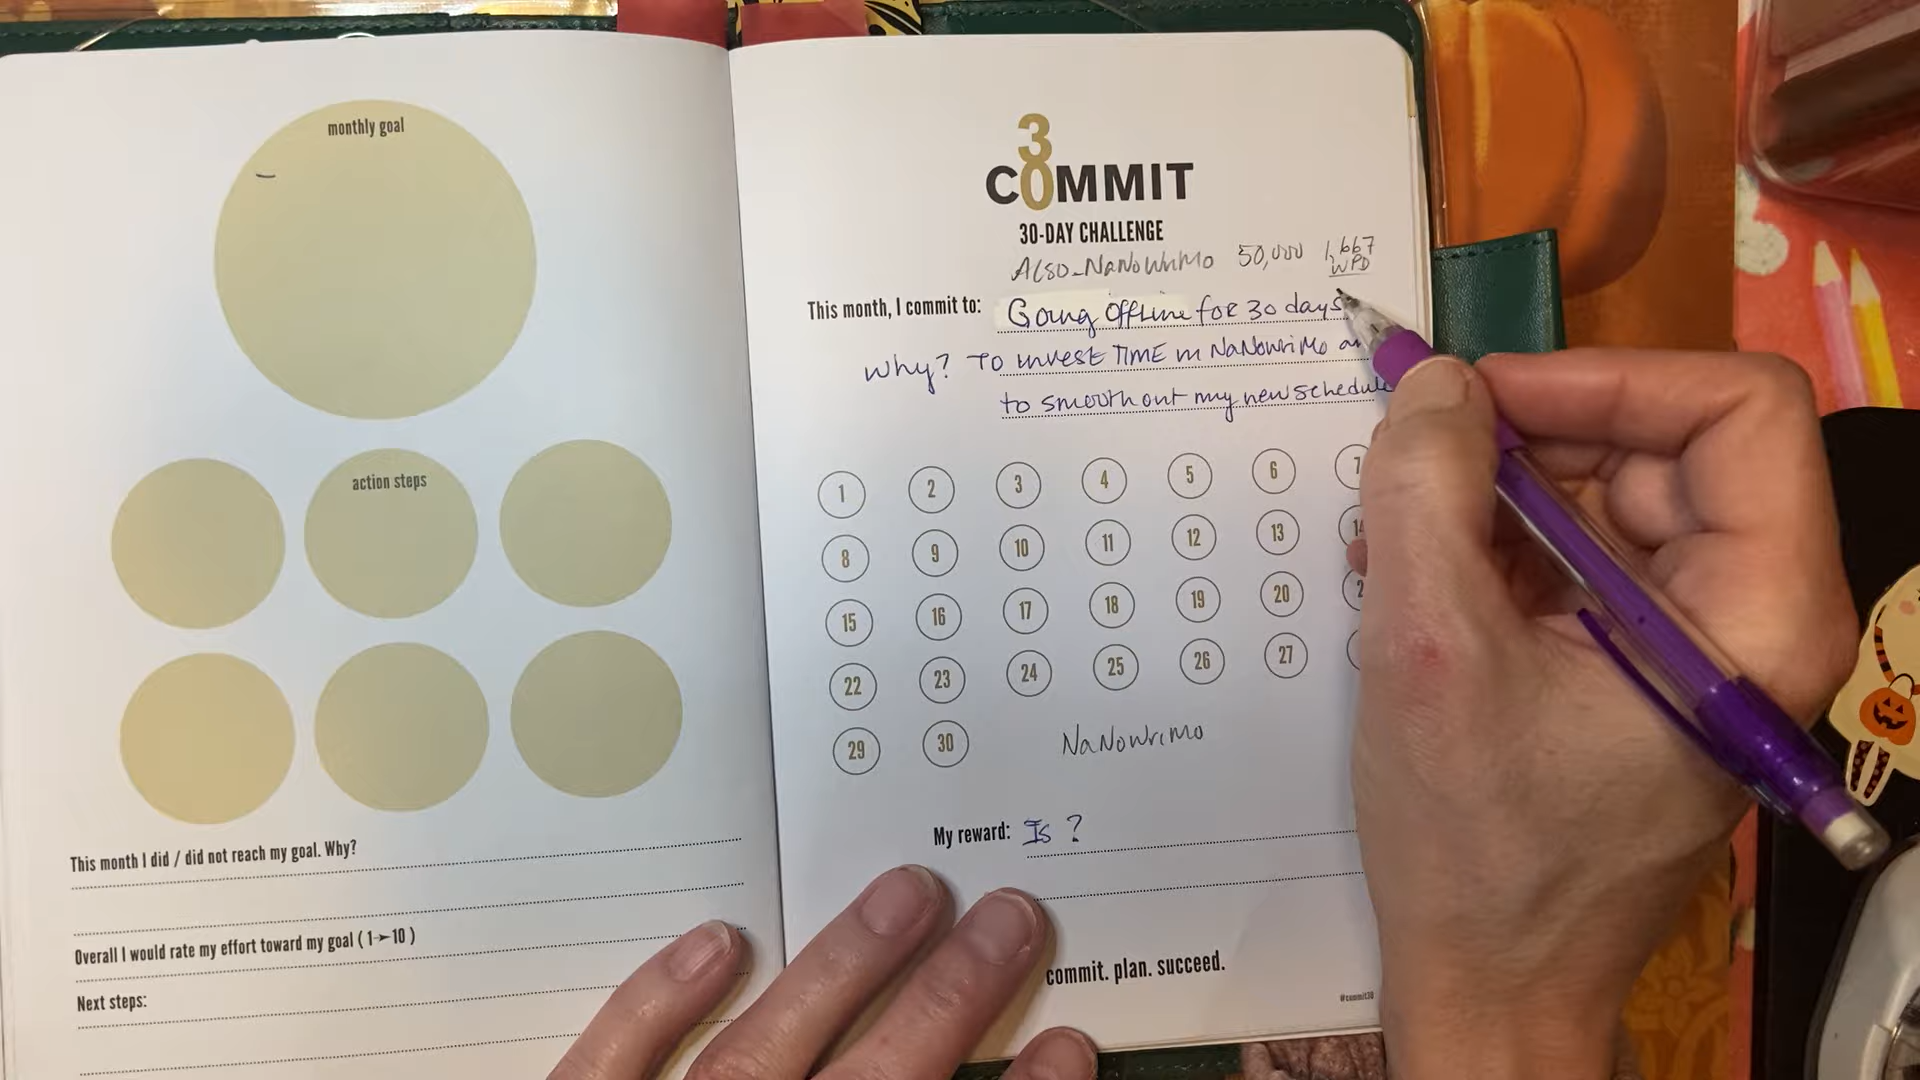 monthly goal
action steps
This month I did / did not reach my goal. Why?
Overall I would rate my effort toward my goal ( 1➛10 )
Next steps:
30
COMMIT
30-DAY CHALLENGE
Also-NaNoWriMo 50,000 1,667
WPD
This month, I commit to: Going Offline for 30 days
Why? To invest TIME in NaNoWriMo
to smooth out my new schedule
1 2 3 4 5 6 7
8 9 10 11 12 13 14
15 16 17 18 19 20
22 23 24 25 26 27
29 30 NaNoWriMo
My reward: Is ?
commit. plan. succeed.
#commit30